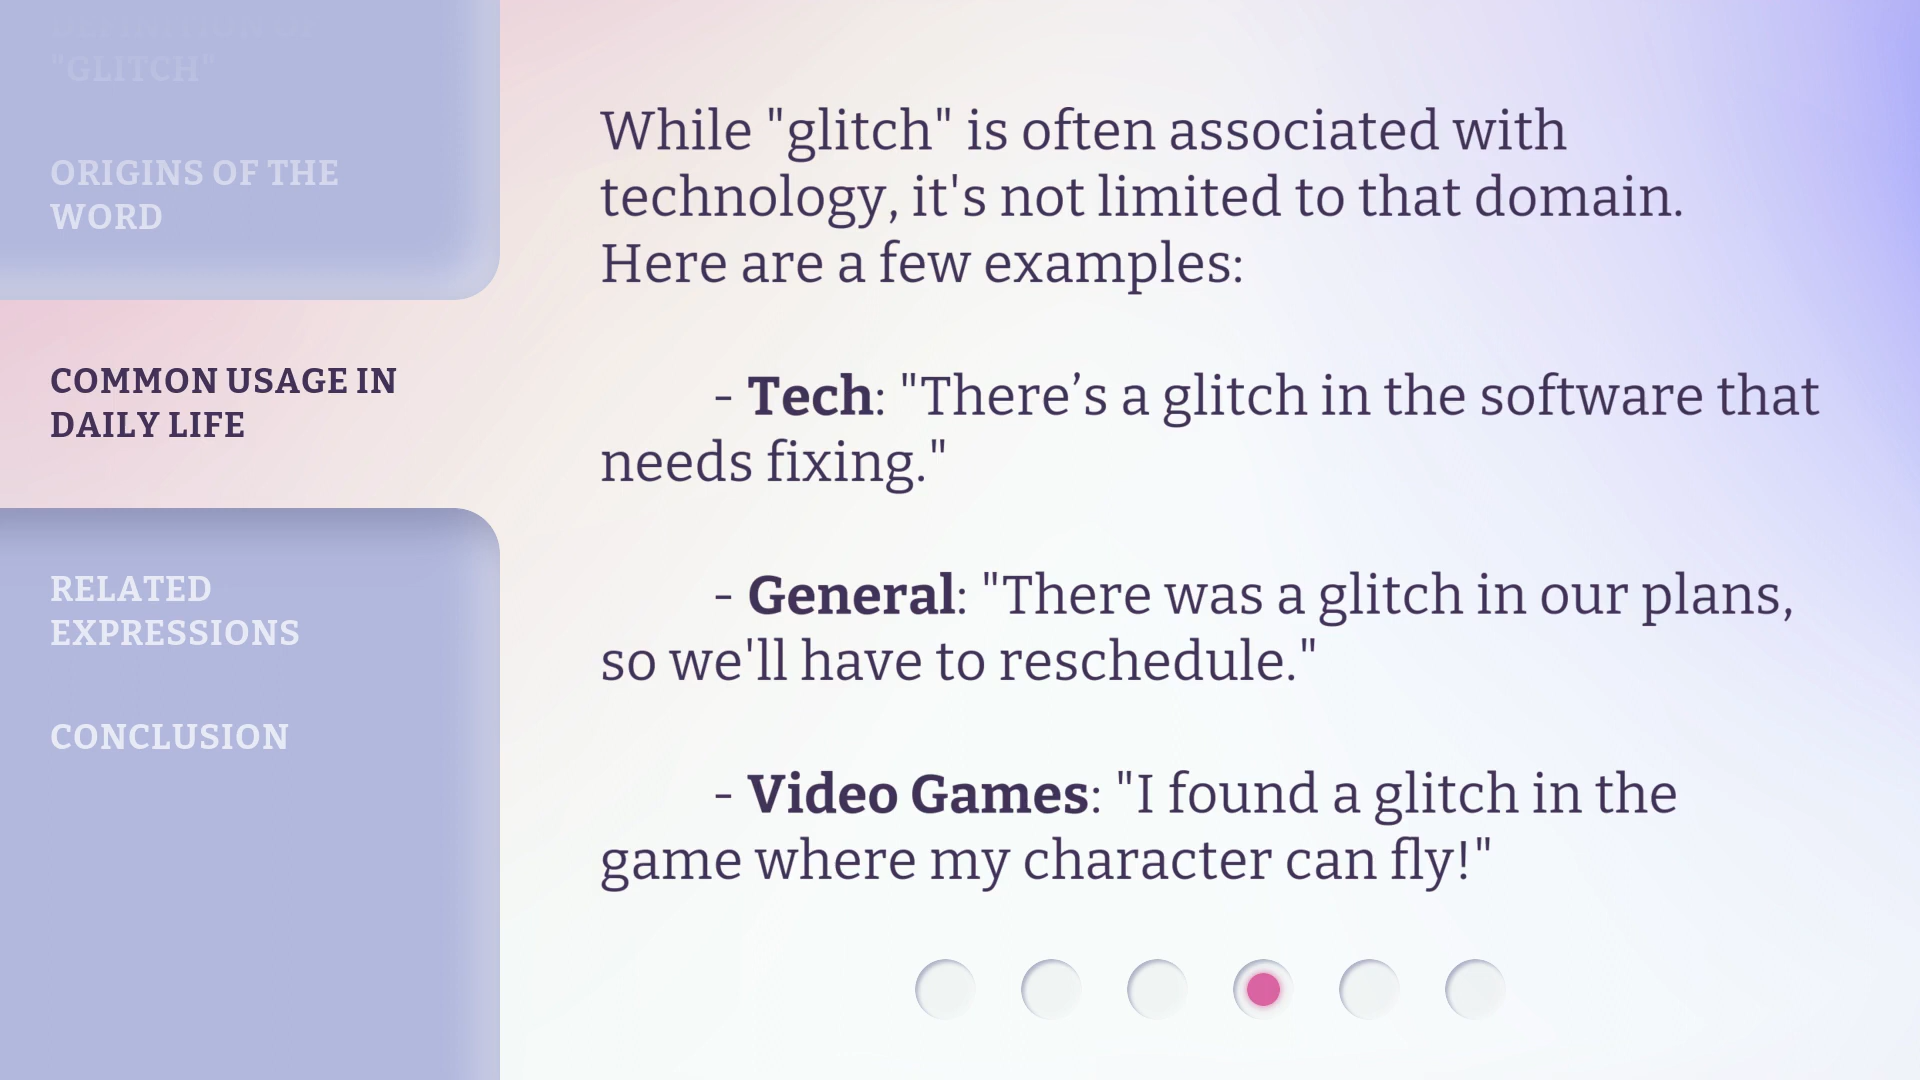 DEFINITION OF
"GLITCH"
ORIGINS OF THE
WORD
COMMON USAGE IN
DAILY LIFE
RELATED
EXPRESSIONS
CONCLUSION
While "glitch" is often associated with
technology, it's not limited to that domain.
Here are a few examples:
- Tech: "There’s a glitch in the software that
needs fixing."
- General: "There was a glitch in our plans,
so we'll have to reschedule."
- Video Games: "I found a glitch in the
game where my character can fly!"